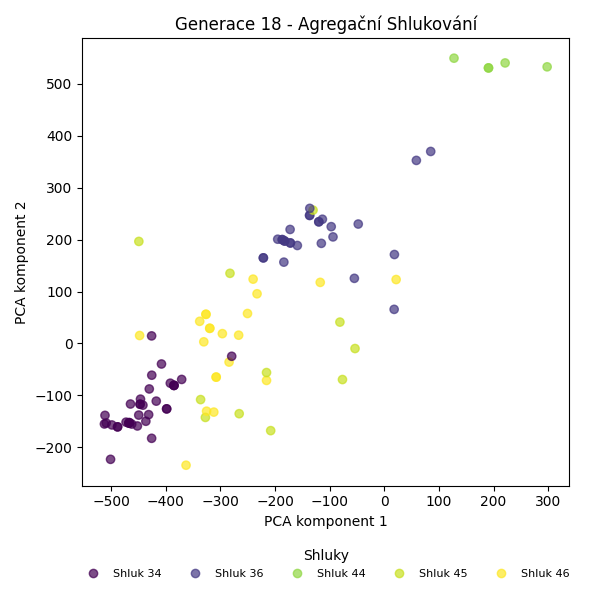 Generace 18 - Agregační Shlukování
PCA komponent 2
500
400
300
200
100
0
−100
−200
−500 −400 −300 −200 −100 0 100 200 300
PCA komponent 1
Shluky
Shluk 34 Shluk 36 Shluk 44 Shluk 45 Shluk 46